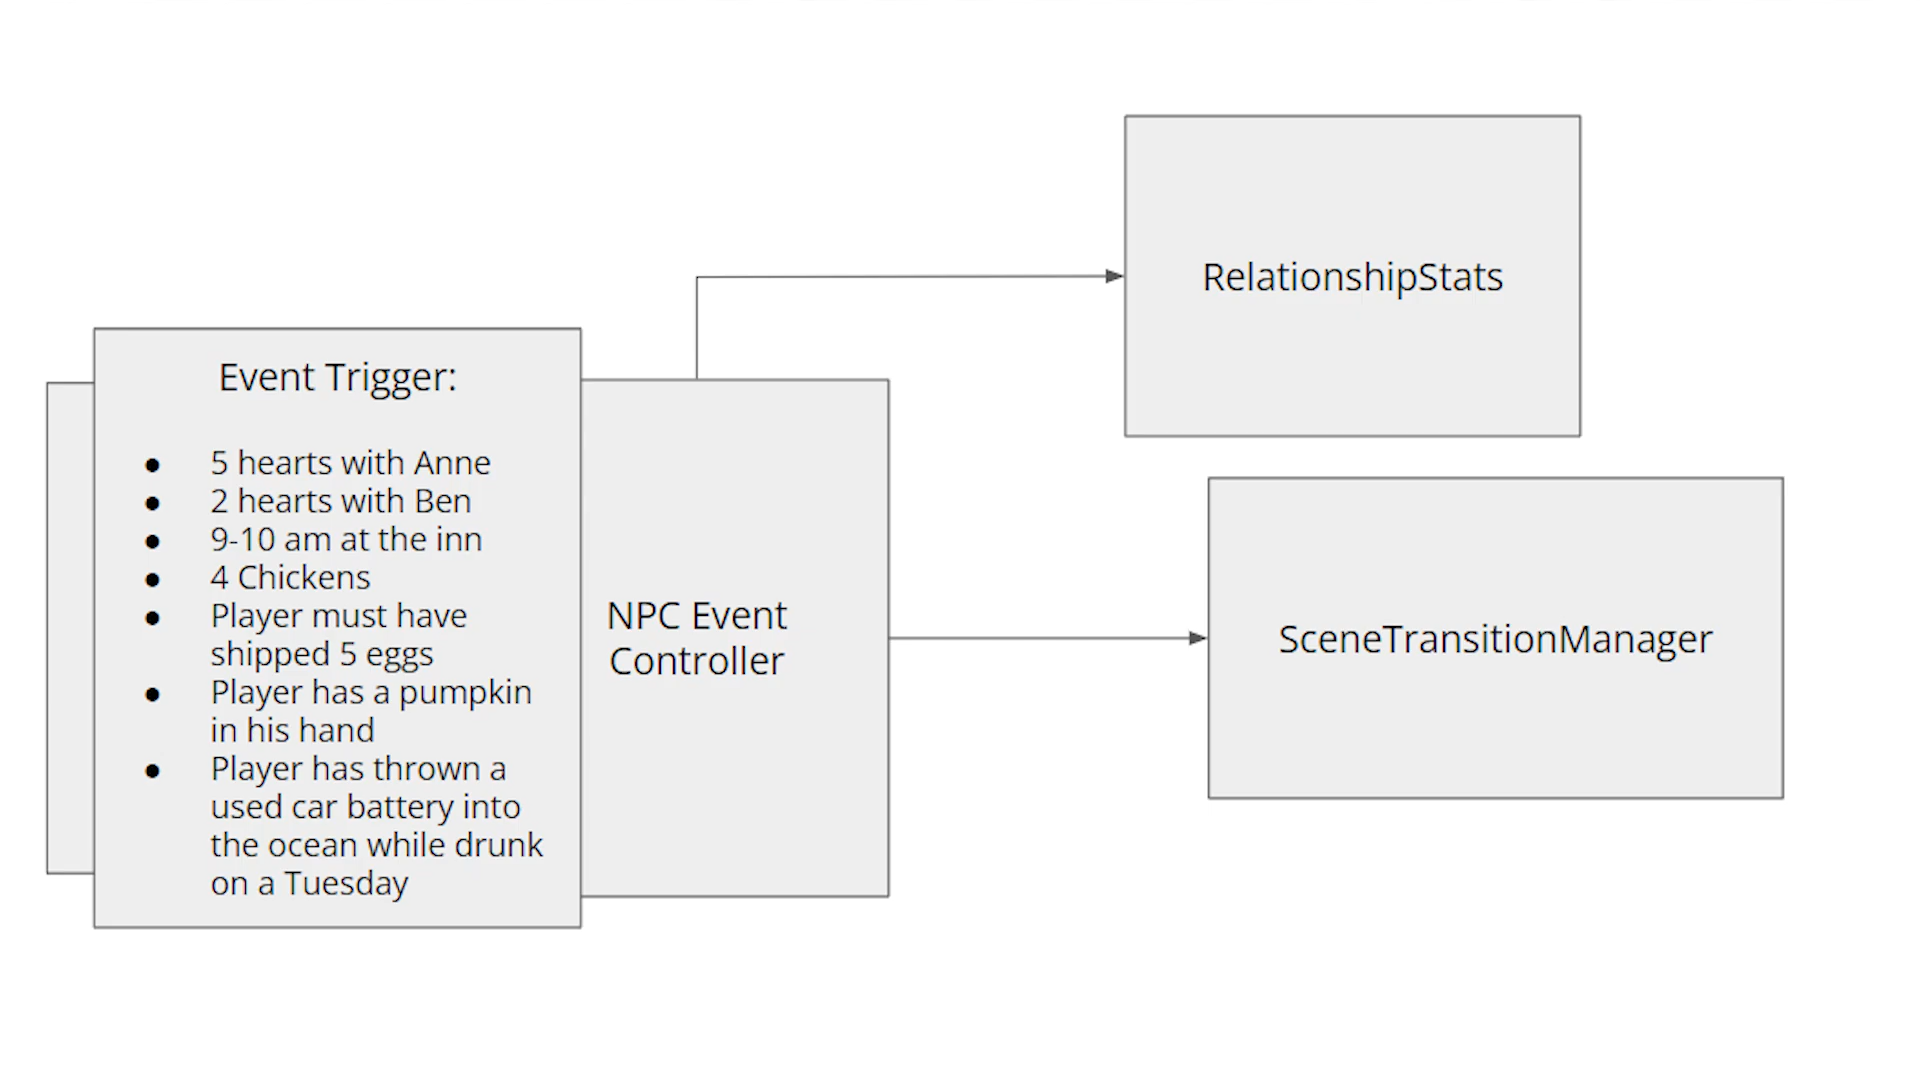 Event Trigger:
● 5 hearts with Anne
● 2 hearts with Ben
● 9-10 am at the inn
● 4 Chickens
● Player must have
shipped 5 eggs
● Player has a pumpkin
in his hand
● Player has thrown a
used car battery into
the ocean while drunk
on a Tuesday
NPC Event
Controller
RelationshipStats
SceneTransitionManager